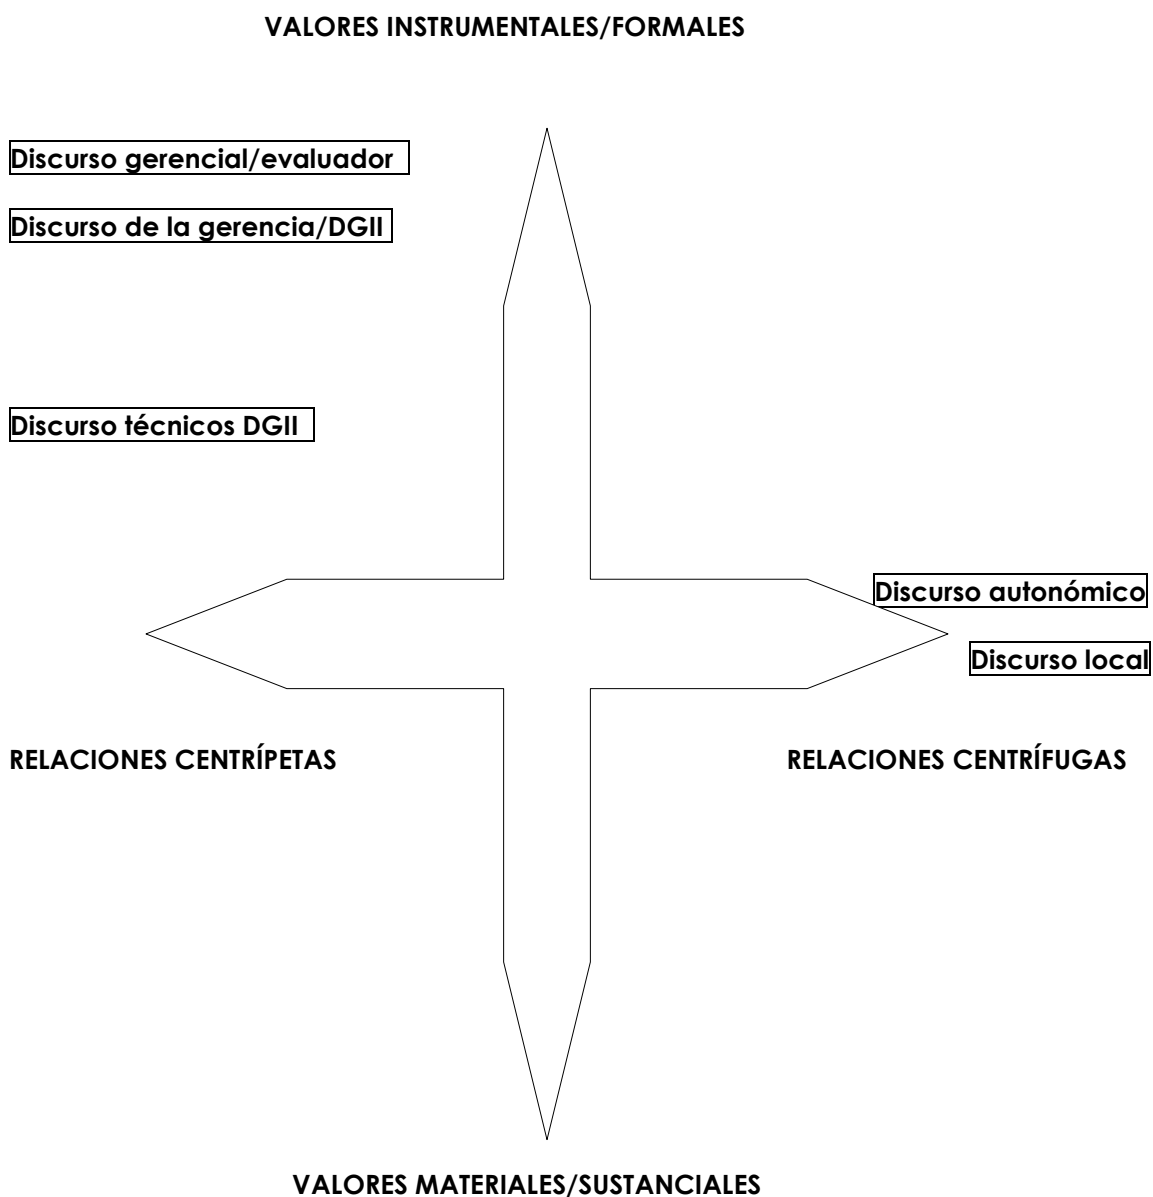 VALORES INSTRUMENTALES/FORMALES
Discurso gerencial/evaluador
Discurso de la gerencia/DGII
Discurso técnicos DGII
Discurso autonómico
Discurso local
RELACIONES CENTRÍPETAS
RELACIONES CENTRÍFUGAS
VALORES MATERIALES/SUSTANCIALES